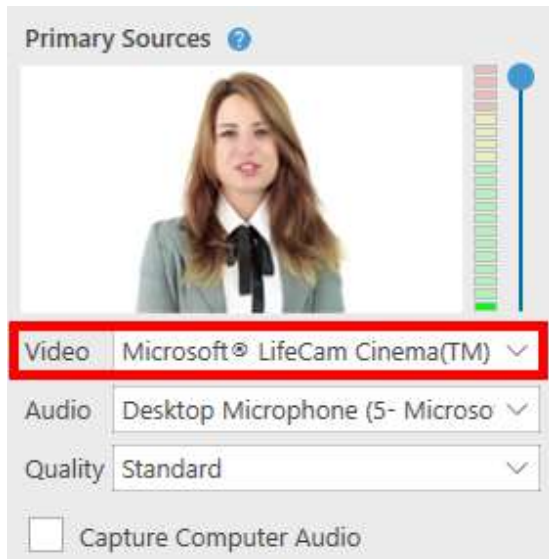 Primary Sources ?
Video Microsoft® LifeCam Cinema(TM)
Audio Desktop Microphone (5- Microso
Quality Standard
Capture Computer Audio